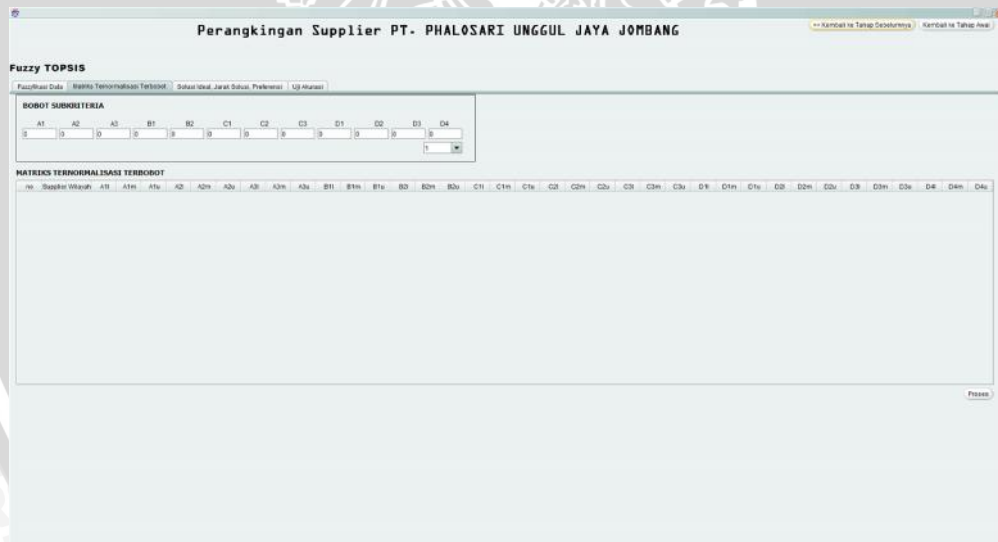 Perangkingan Supplier PT. PHALOSARI UNGGUL JAYA JOMBANG
<< Kembali ke Tahap Sebelumnya Kembali ke Tahap Awal
Fuzzy TOPSIS
Fuzzyfikasi Data Matriks Ternormalisasi Terbobot Solusi Ideal, Jarak Solusi, Preferensi Uji Akurasi
BOBOT SUBKRITERIA
A1 A2 A3 B1 B2 C1 C2 C3 D1 D2 D3 D4
0 0 0 0 0 0 0 0 0 0 0 0
1
MATRIKS TERNORMALISASI TERBOBOT
no Supplier Wilayah A1l A1m A1u A2l A2m A2u A3l A3m A3u B1l B1m B1u B2l B2m B2u C1l C1m C1u C2l C2m C2u C3l C3m C3u D1l D1m D1u D2l D2m D2u D3l D3m D3u D4l D4m D4u
Proses